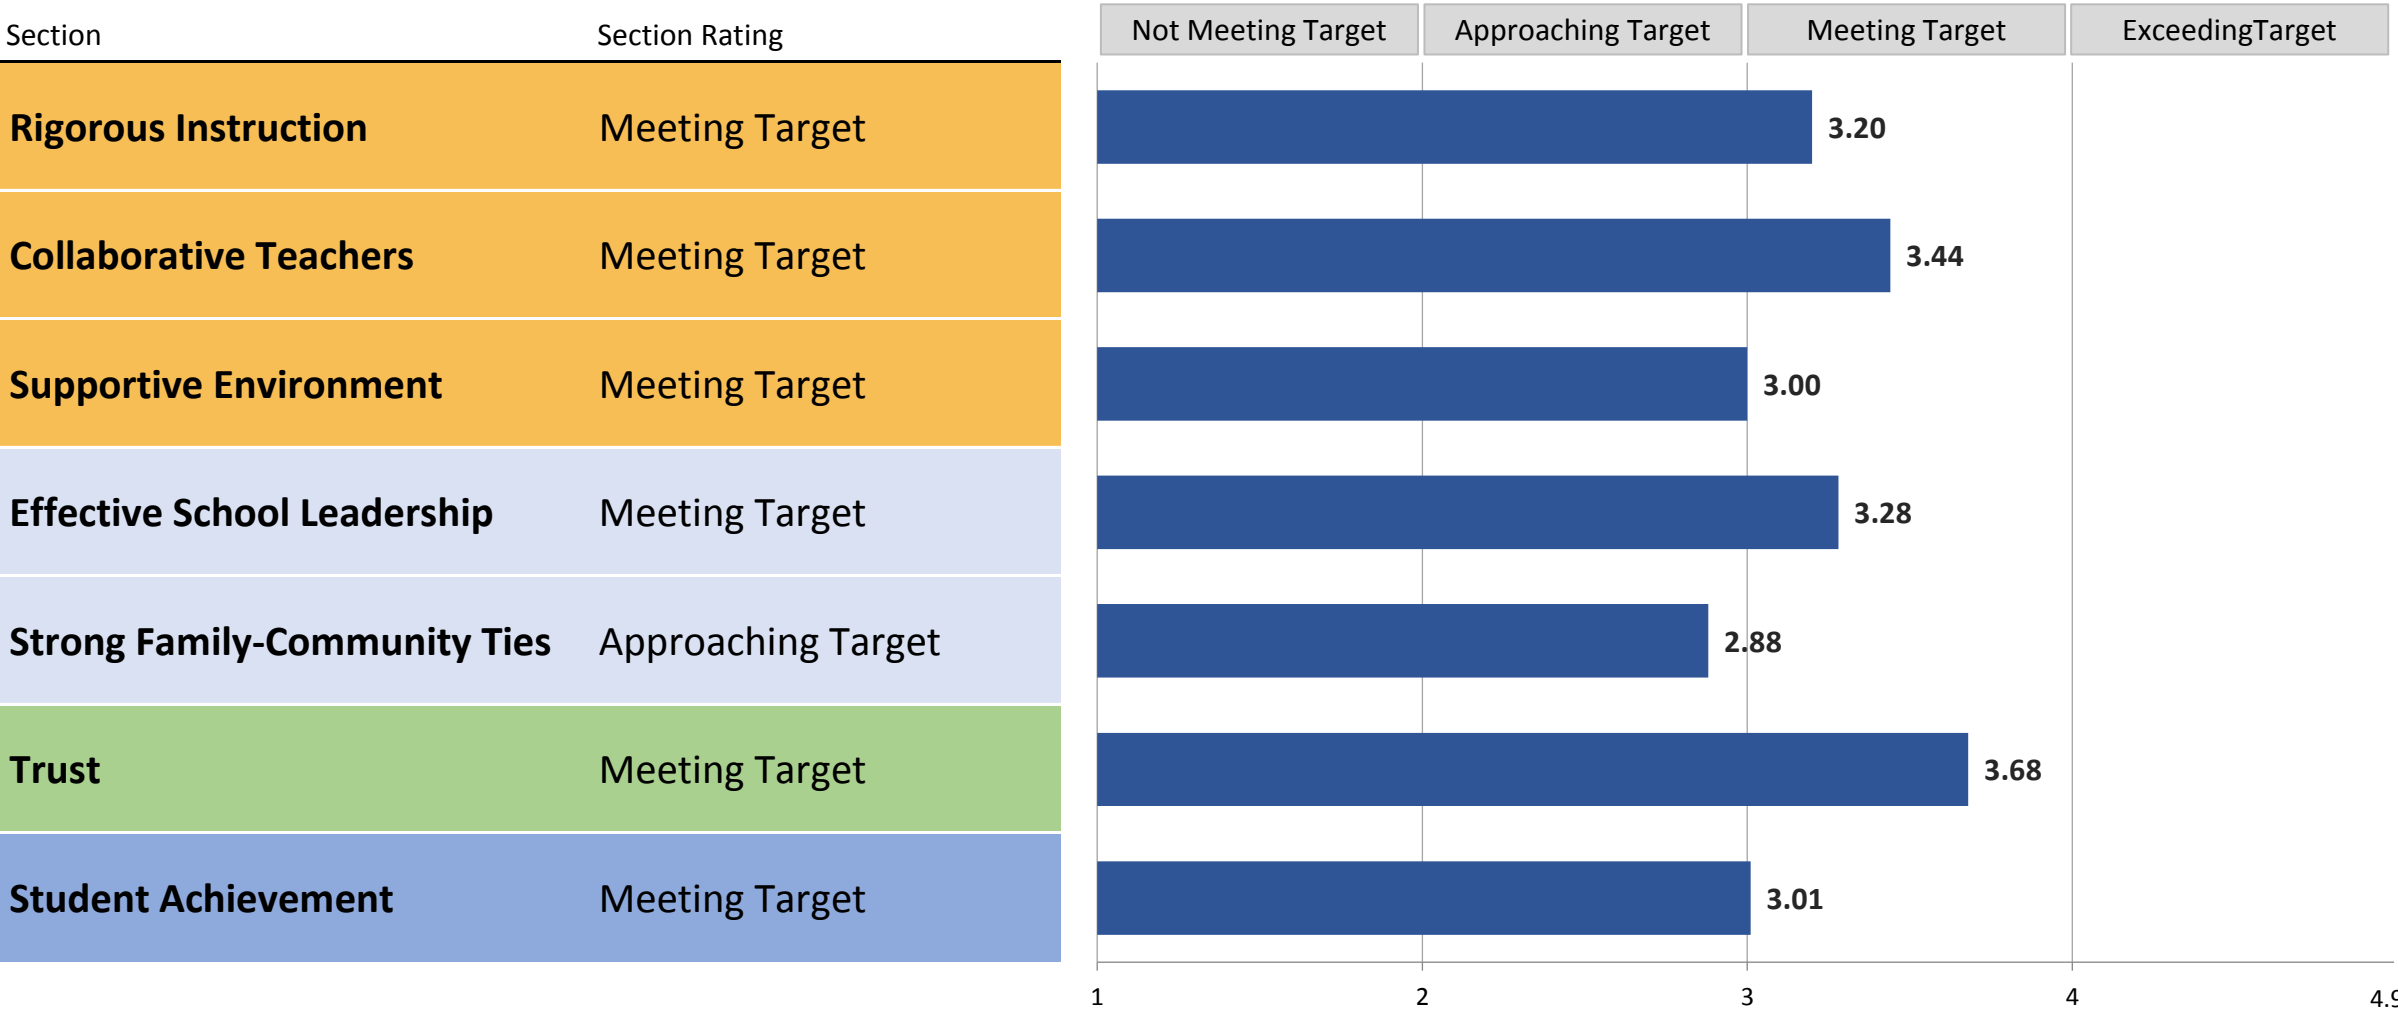 Section Section Rating Not Meeting Target Approaching Target Meeting Target ExceedingTarget
Rigorous Instruction Meeting Target 3.20
Collaborative Teachers Meeting Target 3.44
Supportive Environment Meeting Target 3.00
Effective School Leadership Meeting Target 3.28
Strong Family-Community Ties Approaching Target 2.88
Trust Meeting Target 3.68
Student Achievement Meeting Target 3.01
1 2 3 4 4.9